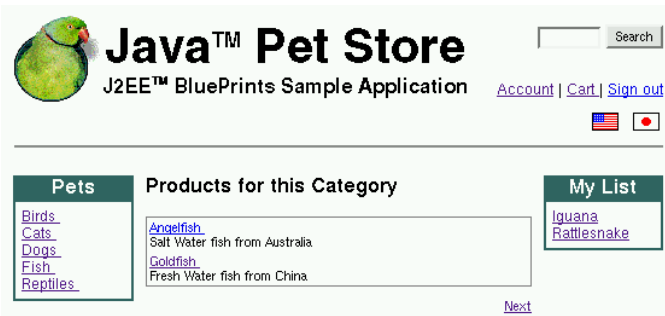 Java™ Pet Store
J2EE™ BluePrints Sample Application
Search
Account | Cart | Sign out
Pets
Birds
Cats
Dogs
Fish
Reptiles
Products for this Category
Angelfish
Salt Water fish from Australia
Goldfish
Fresh Water fish from China
Next
My List
Iguana
Rattlesnake